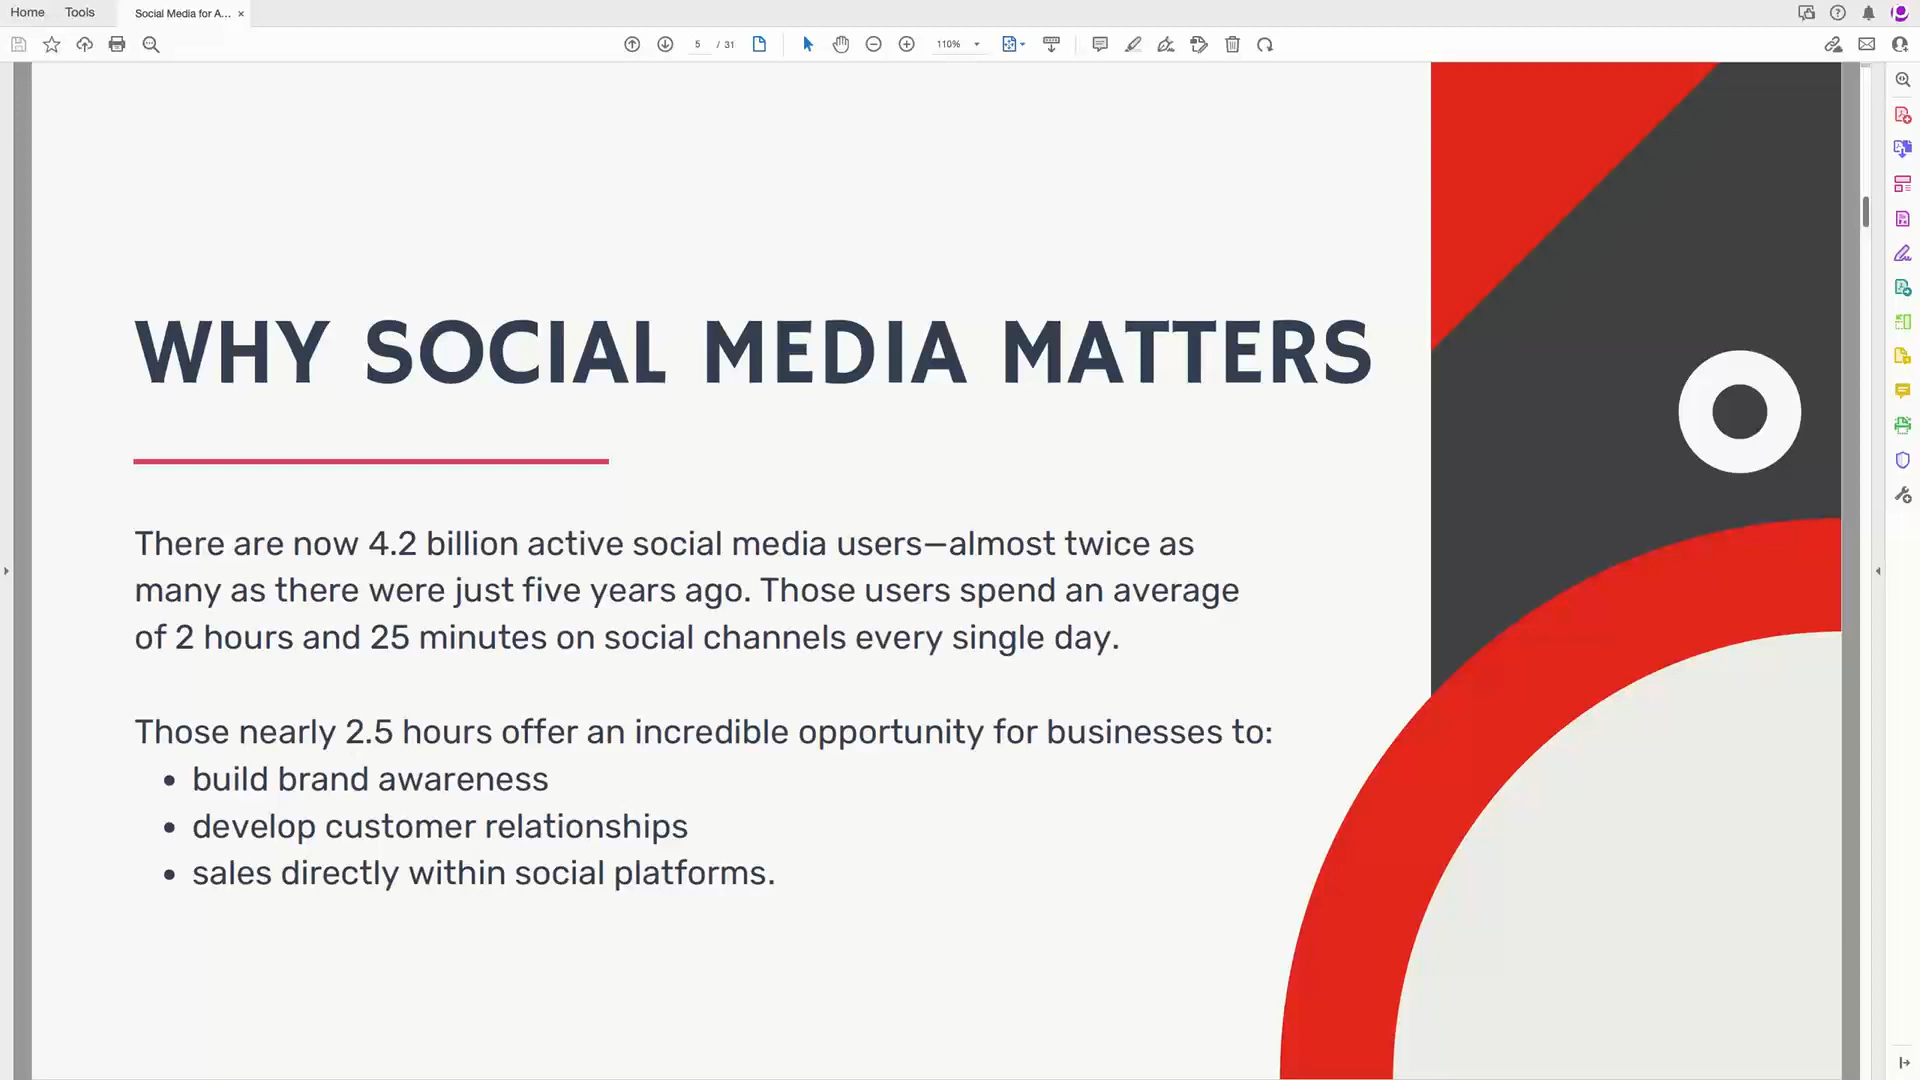 Home Tools Social Media for A... ×
5 / 31 110%
WHY SOCIAL MEDIA MATTERS
There are now 4.2 billion active social media users—almost twice as
many as there were just five years ago. Those users spend an average
of 2 hours and 25 minutes on social channels every single day.
Those nearly 2.5 hours offer an incredible opportunity for businesses to:
• build brand awareness
• develop customer relationships
• sales directly within social platforms.